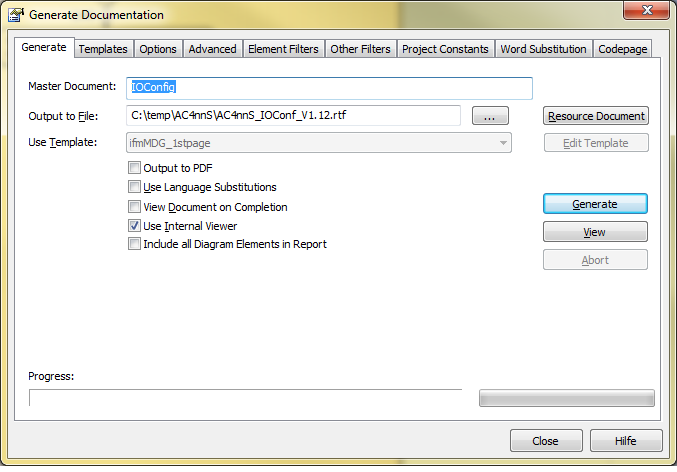 Generate Documentation
Generate Templates Options Advanced Element Filters Other Filters Project Constants Word Substitution Codepage
Master Document: IOConfig
Output to File: C:\temp\AC4nnS\AC4nnS_IOConf_V1.12.rtf ... Resource Document
Use Template: ifmMDG_1stpage Edit Template
Output to PDF
Use Language Substitutions
View Document on Completion Generate
Use Internal Viewer View
Include all Diagram Elements in Report
Abort
Progress:
Close Hilfe